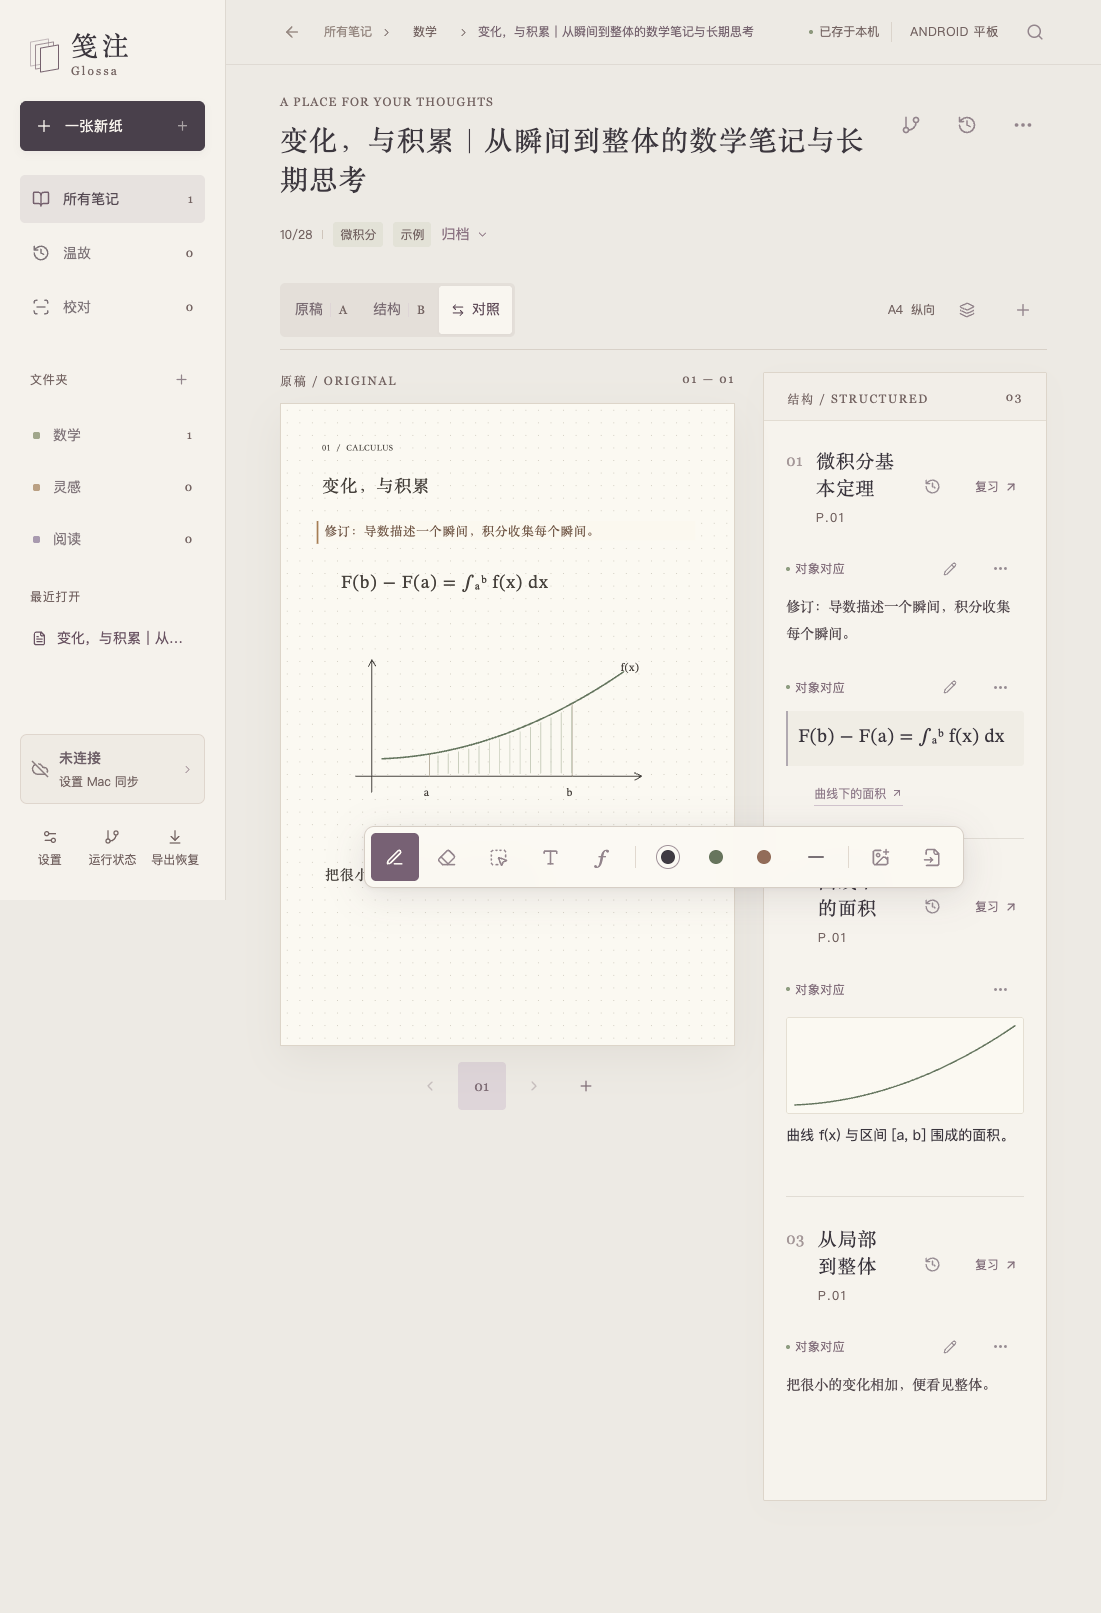 笺注
Glossa
一张新纸
所有笔记 1
温故 0
校对 0
文件夹
数学 1
灵感 0
阅读 0
最近打开
变化，与积累｜从...
未连接
设置 Mac 同步
设置 运行状态 导出恢复
所有笔记 数学 变化，与积累｜从瞬间到整体的数学笔记与长期思考 已存于本机 ANDROID 平板
A PLACE FOR YOUR THOUGHTS
变化，与积累｜从瞬间到整体的数学笔记与长
期思考
10/28 微积分 示例 归档
原稿 A 结构 B 对照 A4 纵向
原稿 / ORIGINAL 01 — 01
01 / CALCULUS
变化，与积累
修订：导数描述一个瞬间，积分收集每个瞬间。
F(b) − F(a) = ∫ₐᵇ f(x) dx
f(x)
a b
把很小
01
结构 / STRUCTURED 03
01 微积分基
本定理 复习
P.01
对象对应
修订：导数描述一个瞬间，积分收集
每个瞬间。
对象对应
F(b) − F(a) = ∫ₐᵇ f(x) dx
曲线下的面积
的面积 复习
P.01
对象对应
曲线 f(x) 与区间 [a, b] 围成的面积。
03 从局部
到整体 复习
P.01
对象对应
把很小的变化相加，便看见整体。